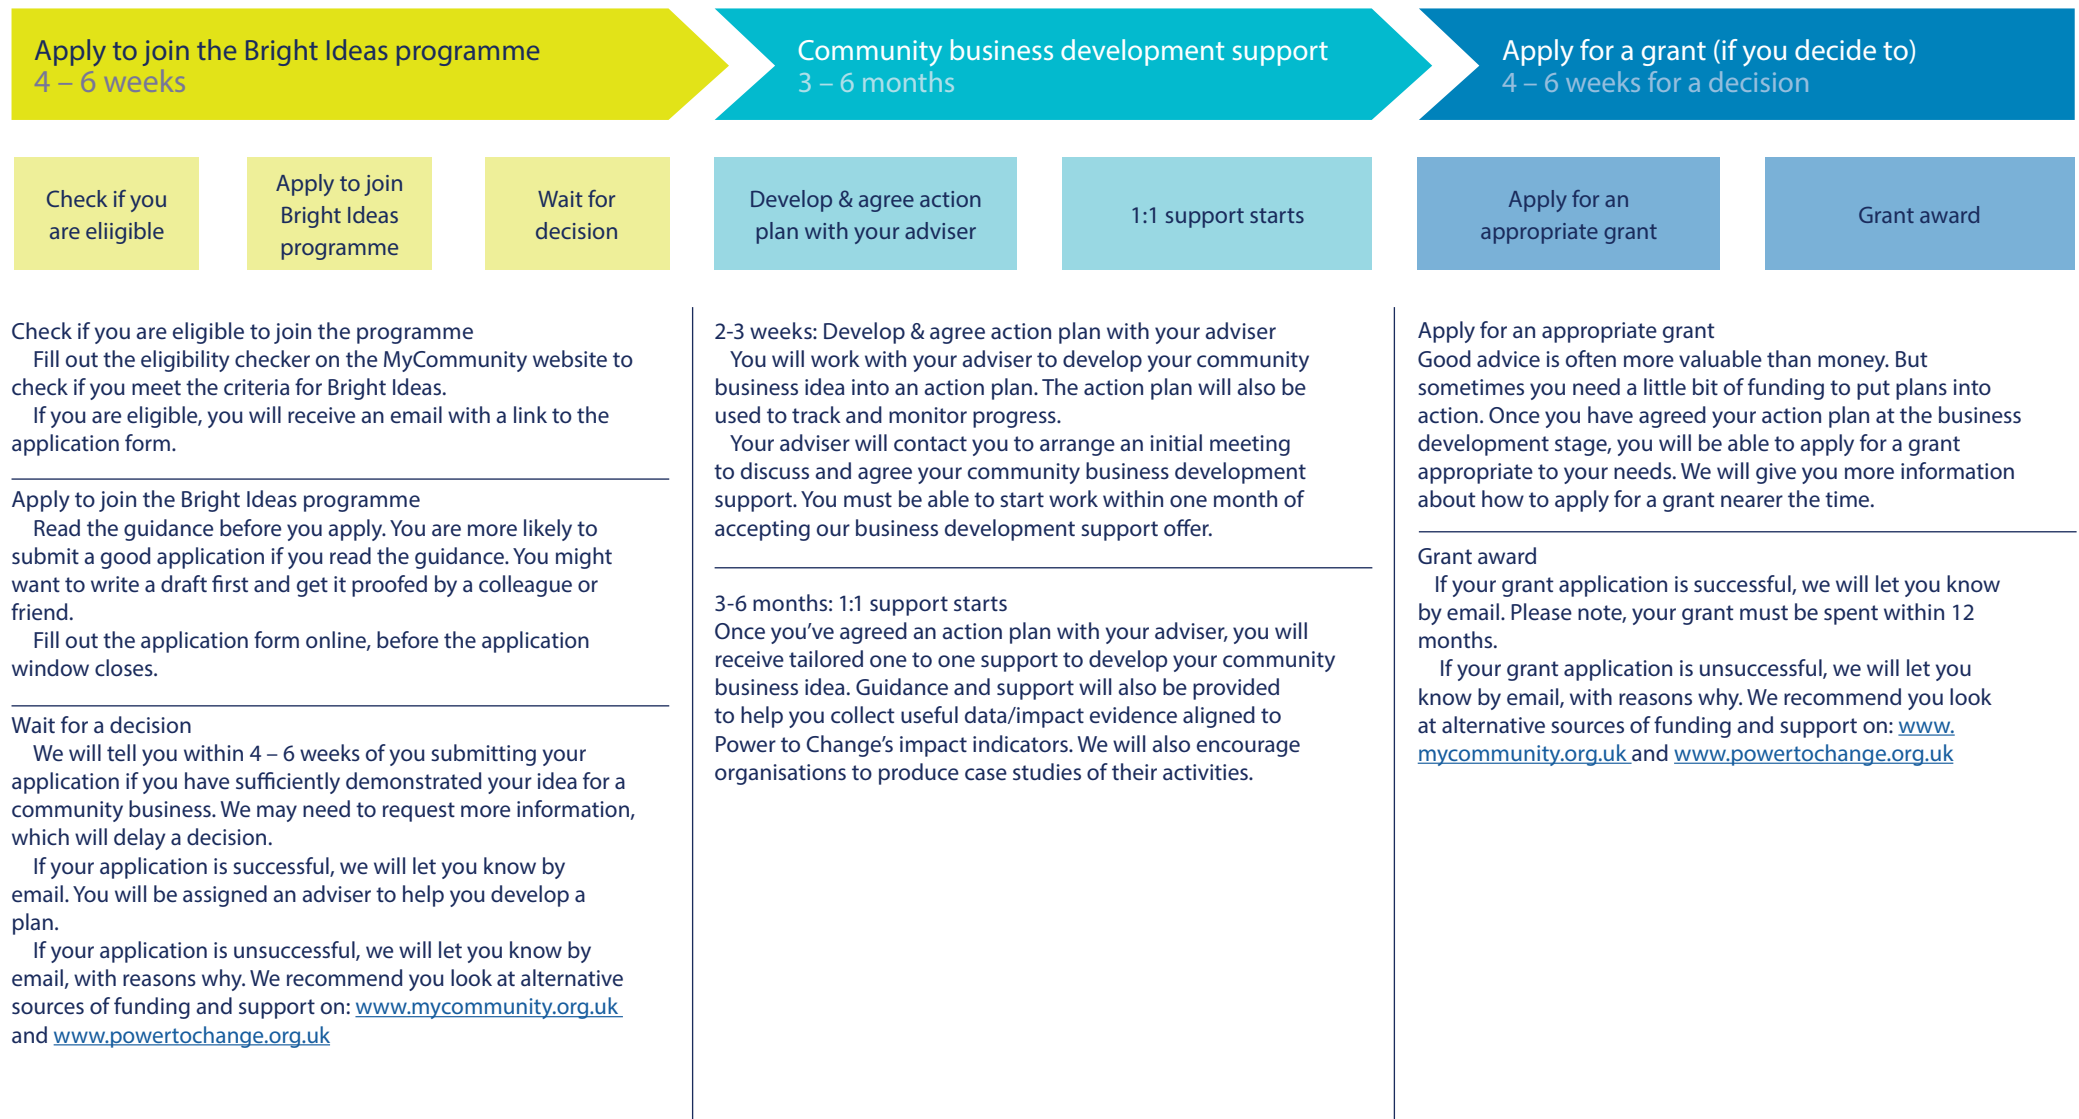 Apply to join the Bright Ideas programme
4 – 6 weeks
Community business development support
3 – 6 months
Apply for a grant (if you decide to)
4 – 6 weeks for a decision
Check if you
are eliigible
Apply to join
Bright Ideas
programme
Wait for
decision
Develop & agree action
plan with your adviser
1:1 support starts
Apply for an
appropriate grant
Grant award
Check if you are eligible to join the programme
Fill out the eligibility checker on the MyCommunity website to
check if you meet the criteria for Bright Ideas.
If you are eligible, you will receive an email with a link to the
application form.
Apply to join the Bright Ideas programme
Read the guidance before you apply. You are more likely to
submit a good application if you read the guidance. You might
want to write a draft first and get it proofed by a colleague or
friend.
Fill out the application form online, before the application
window closes.
Wait for a decision
We will tell you within 4 – 6 weeks of you submitting your
application if you have sufficiently demonstrated your idea for a
community business. We may need to request more information,
which will delay a decision.
If your application is successful, we will let you know by
email. You will be assigned an adviser to help you develop a
plan.
If your application is unsuccessful, we will let you know by
email, with reasons why. We recommend you look at alternative
sources of funding and support on: www.mycommunity.org.uk
and www.powertochange.org.uk
2-3 weeks: Develop & agree action plan with your adviser
You will work with your adviser to develop your community
business idea into an action plan. The action plan will also be
used to track and monitor progress.
Your adviser will contact you to arrange an initial meeting
to discuss and agree your community business development
support. You must be able to start work within one month of
accepting our business development support offer.
3-6 months: 1:1 support starts
Once you’ve agreed an action plan with your adviser, you will
receive tailored one to one support to develop your community
business idea. Guidance and support will also be provided
to help you collect useful data/impact evidence aligned to
Power to Change’s impact indicators. We will also encourage
organisations to produce case studies of their activities.
Apply for an appropriate grant
Good advice is often more valuable than money. But
sometimes you need a little bit of funding to put plans into
action. Once you have agreed your action plan at the business
development stage, you will be able to apply for a grant
appropriate to your needs. We will give you more information
about how to apply for a grant nearer the time.
Grant award
If your grant application is successful, we will let you know
by email. Please note, your grant must be spent within 12
months.
If your grant application is unsuccessful, we will let you
know by email, with reasons why. We recommend you look
at alternative sources of funding and support on: www.
mycommunity.org.uk and www.powertochange.org.uk